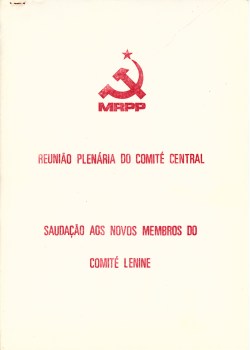 MRPP
REUNIÃO PLENÁRIA DO COMITÉ CENTRAL
SAUDAÇÃO AOS NOVOS MEMBROS DO
COMITÉ LENINE